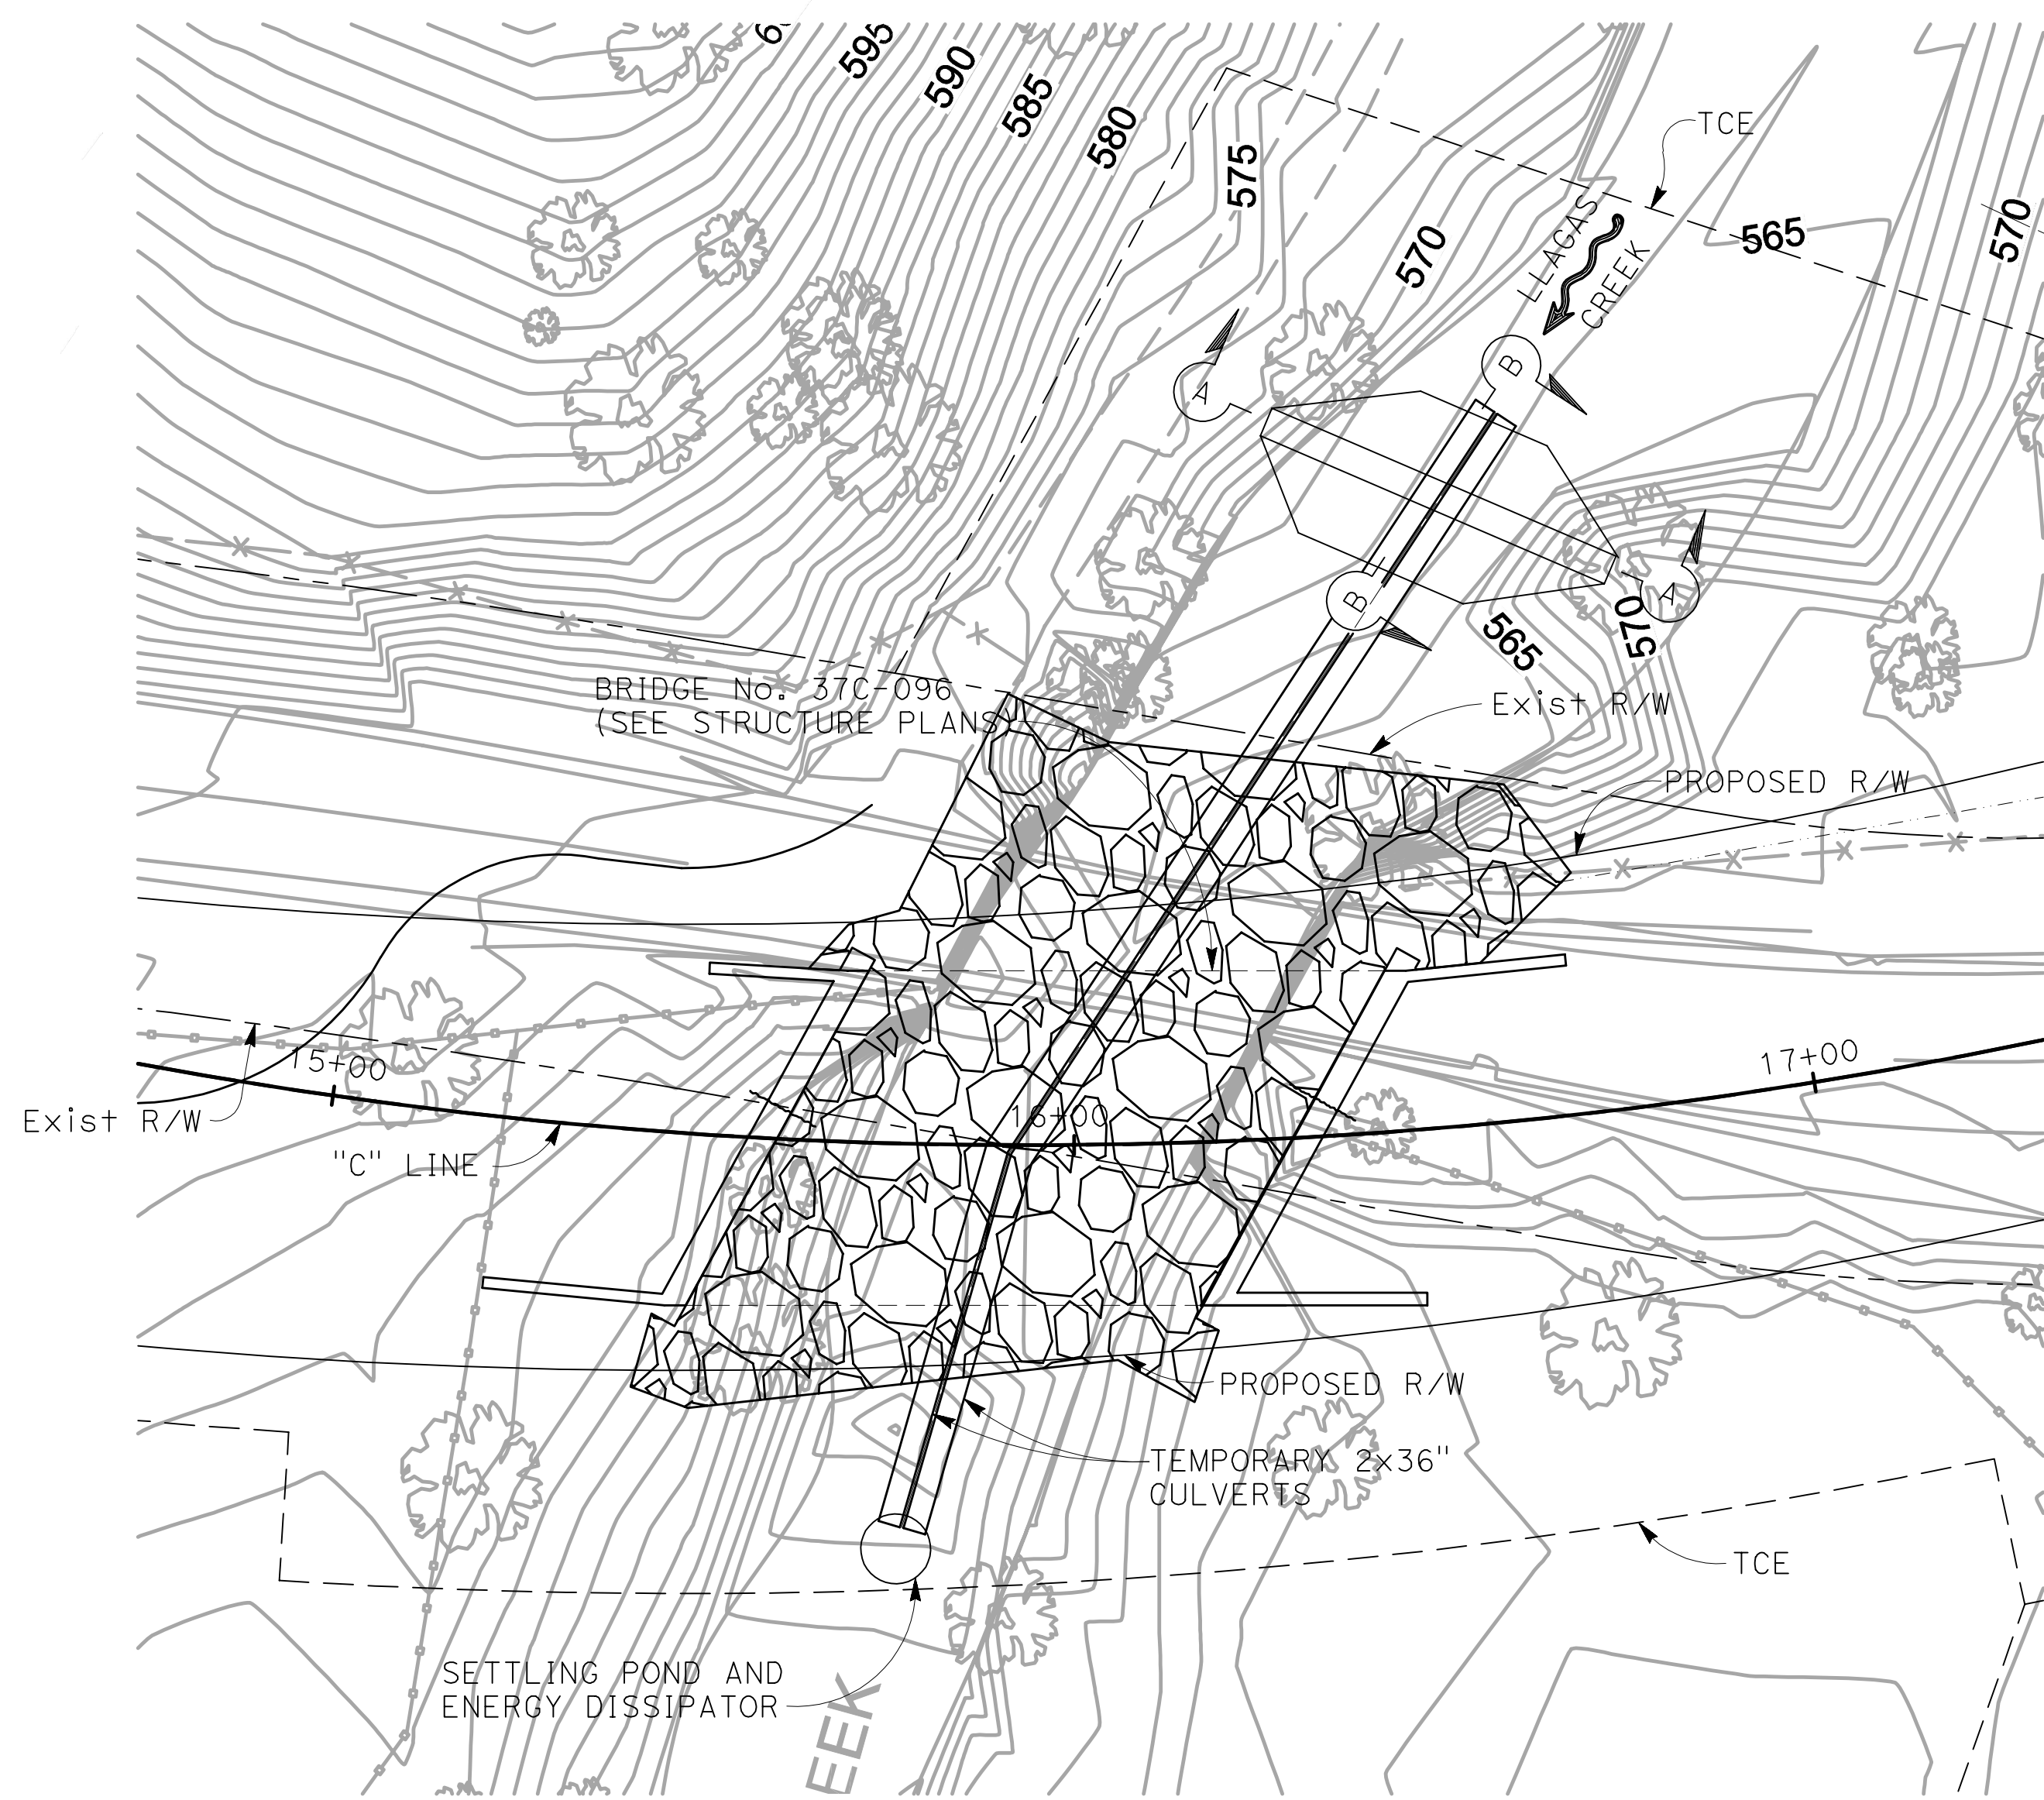 595
590
585
580
575
570
TCE
565
570
LLAGAS
CREEK
B
A
B
A
570
565
BRIDGE No. 37C-096
(SEE STRUCTURE PLANS)
Exist R/W
PROPOSED R/W
15+00
17+00
Exist R/W
16+00
"C" LINE
PROPOSED R/W
TEMPORARY 2x36"
CULVERTS
TCE
SETTLING POND AND
ENERGY DISSIPATOR
EEK